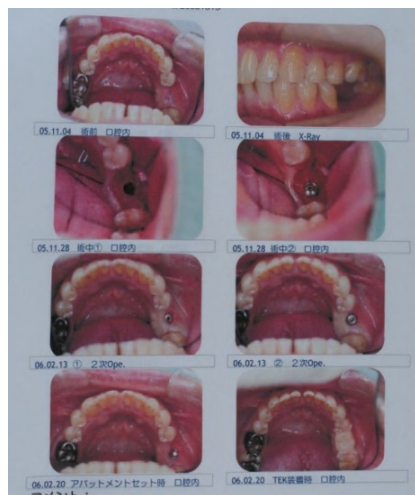 05.11.04 術前 口腔内
05.11.04 術後 X-Ray
05.11.28 術中① 口腔内
05.11.28 術中② 口腔内
06.02.13 ① 2次Ope.
06.02.13 ② 2次Ope.
06.02.20 アバットメントセット時 口腔内
06.02.20 TEK装着時 口腔内